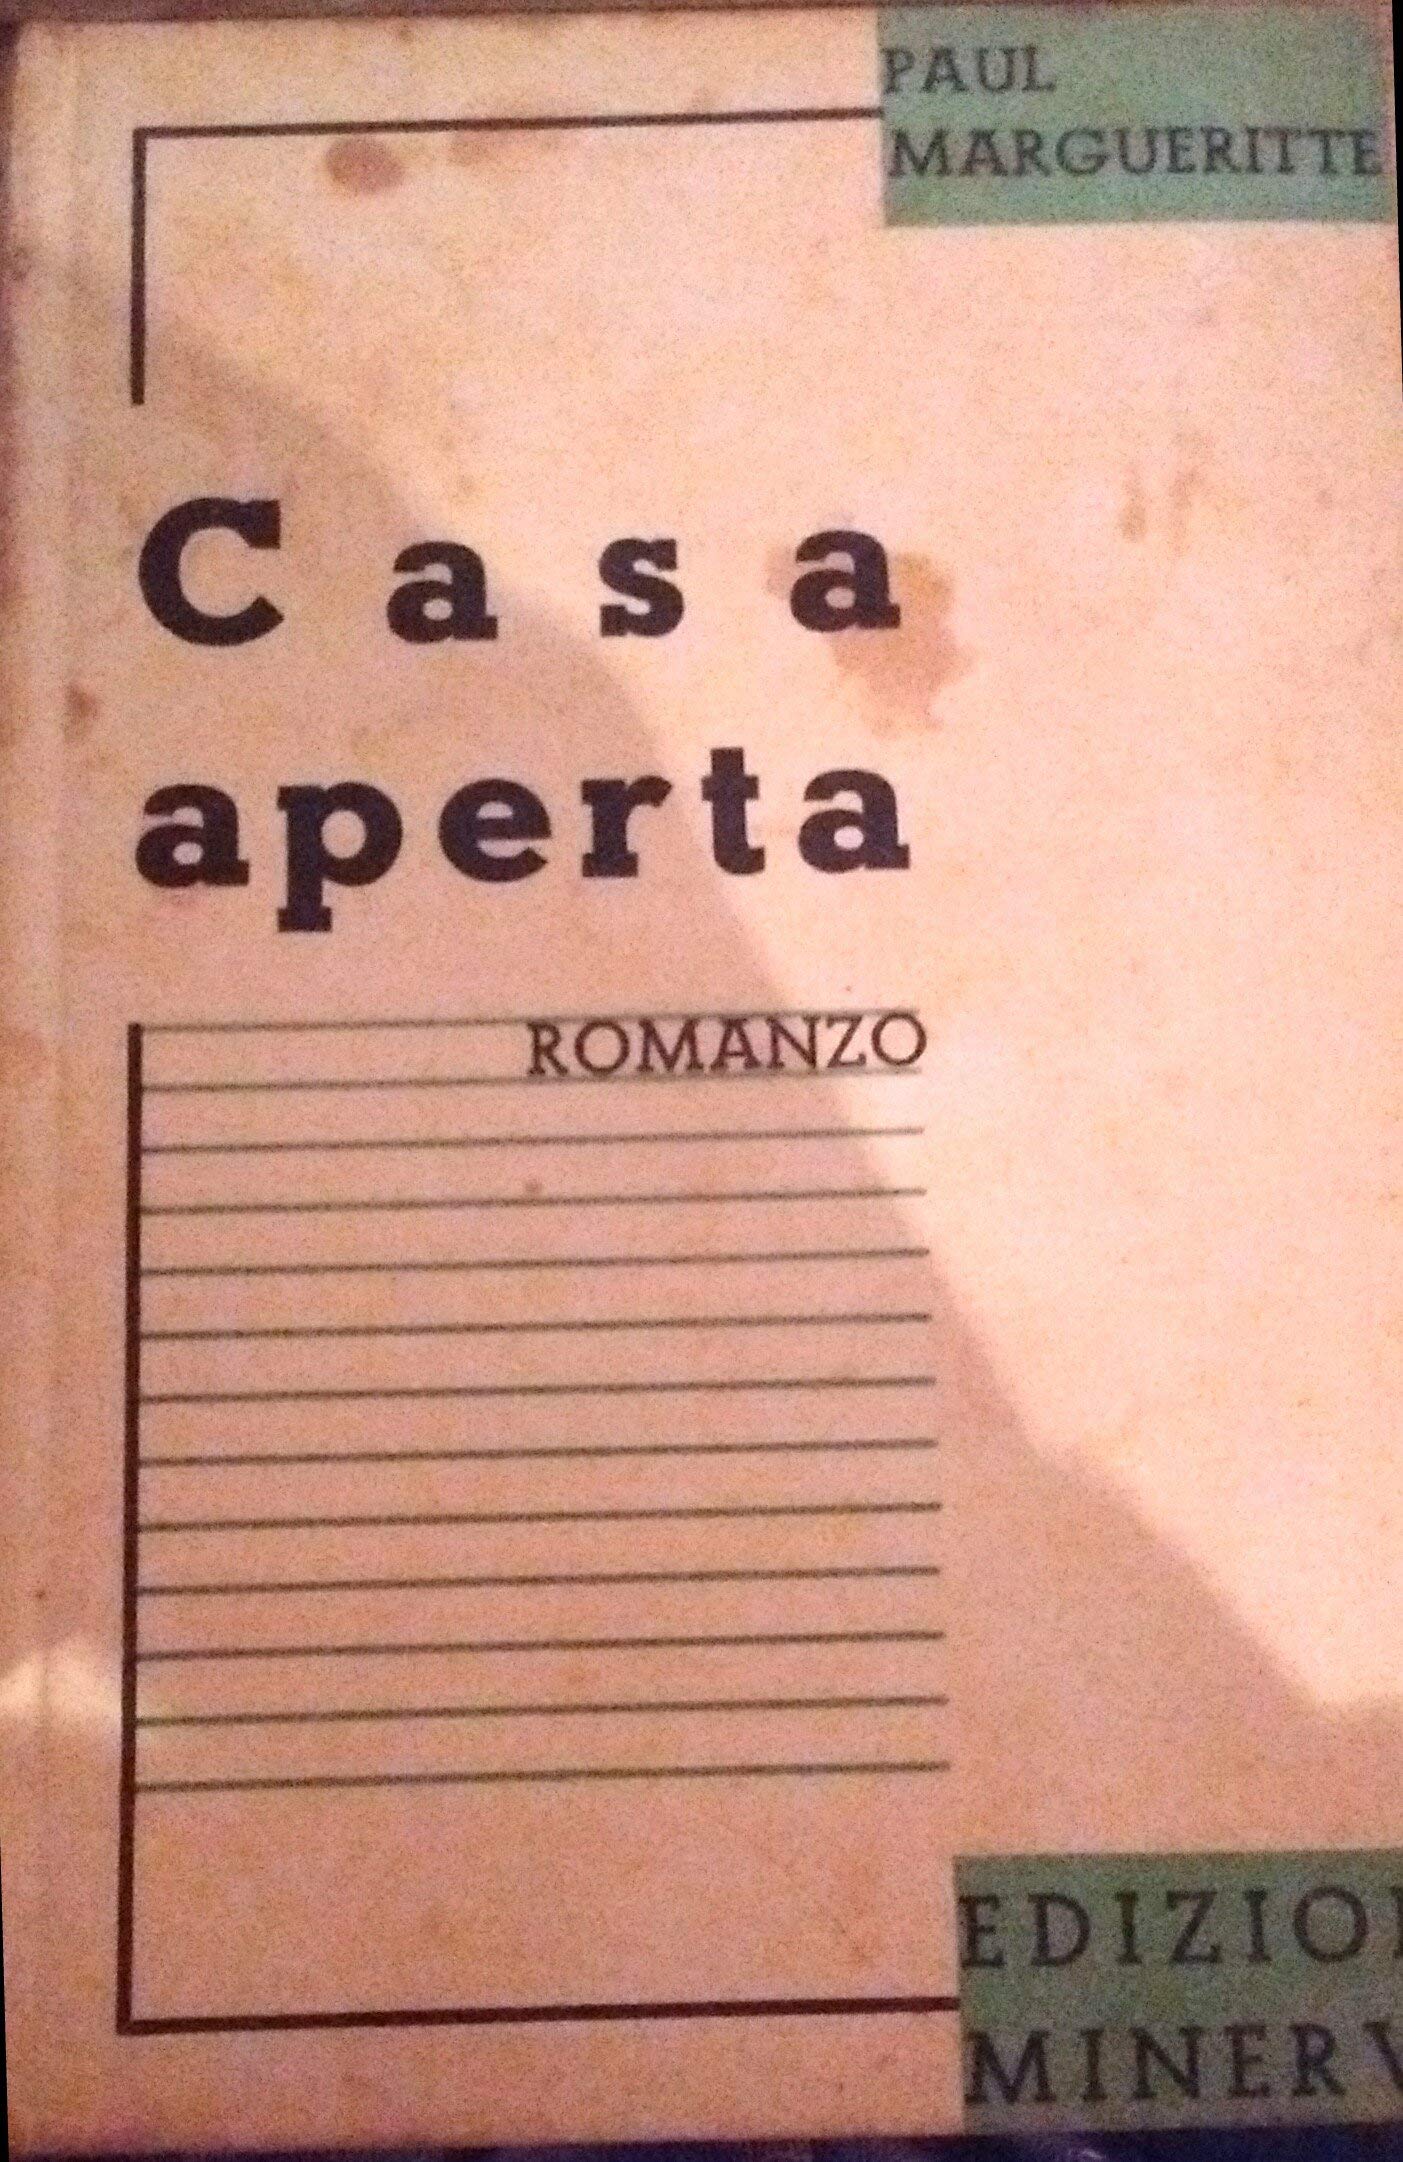 PAUL
MARGUERITTE
Casa
aperta
ROMANZO
EDIZIO
MINERV